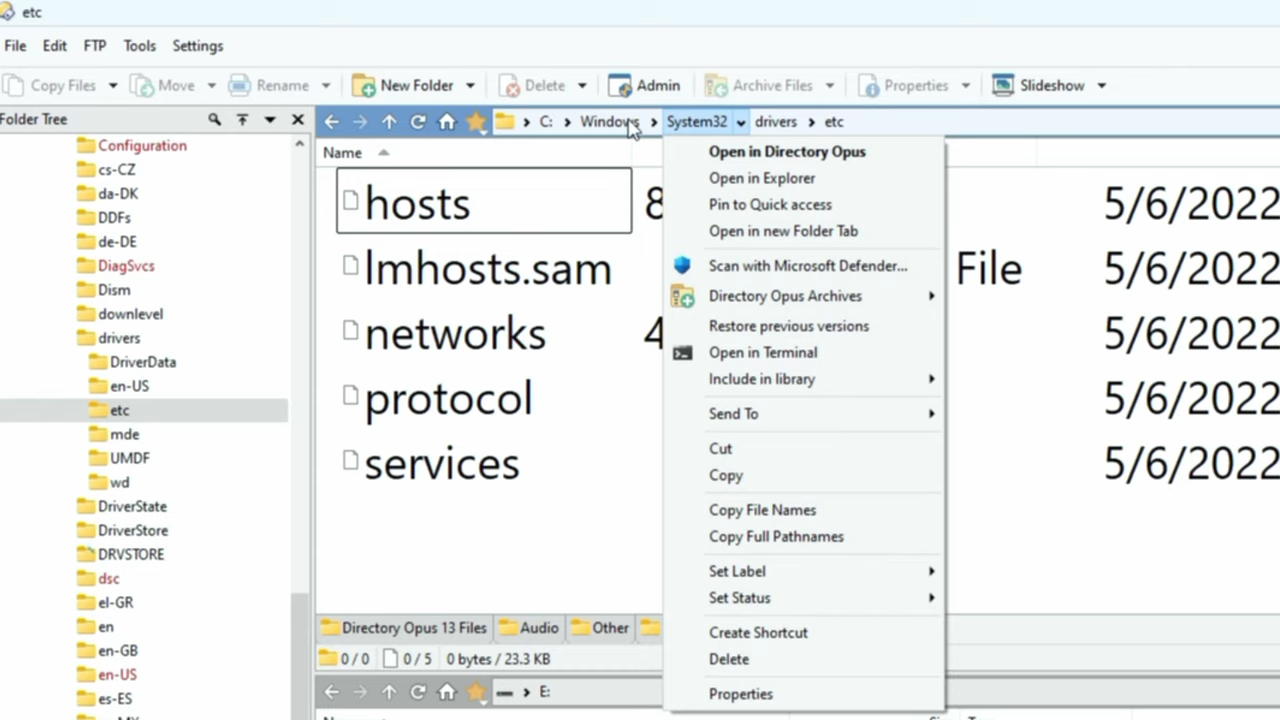 etc
File Edit FTP Tools Settings
Copy Files Move Rename New Folder Delete Admin Archive Files Properties Slideshow
Folder Tree
C: Windows System32 drivers etc
Name
Configuration
cs-CZ
da-DK
DDFs
de-DE
DiagSvcs
Dism
downlevel
drivers
DriverData
en-US
etc
mde
UMDF
wd
DriverState
DriverStore
DRVSTORE
dsc
el-GR
en
en-GB
en-US
es-ES
hosts 8 5/6/2022
lmhosts.sam File 5/6/2022
networks 4 5/6/2022
protocol 5/6/2022
services 5/6/2022
Open in Directory Opus
Open in Explorer
Pin to Quick access
Open in new Folder Tab
Scan with Microsoft Defender...
Directory Opus Archives
Restore previous versions
Open in Terminal
Include in library
Send To
Cut
Copy
Copy File Names
Copy Full Pathnames
Set Label
Set Status
Create Shortcut
Delete
Properties
Directory Opus 13 Files Audio Other
0 / 0 0 / 5 0 bytes / 23.3 KB
E: